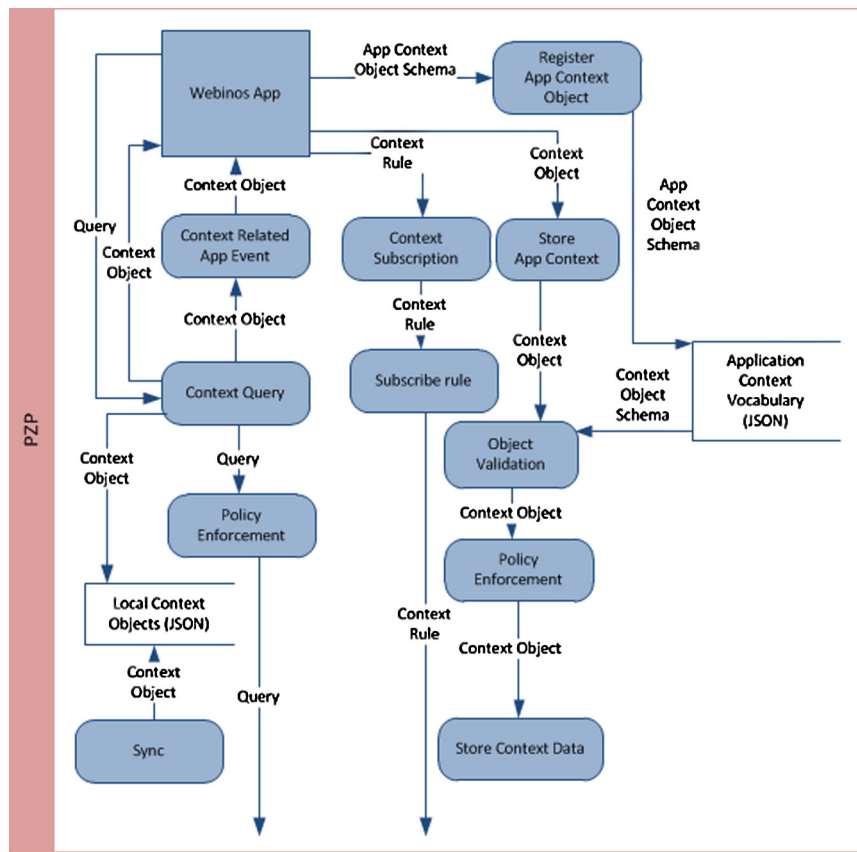 PZP
Webinos App
App Context
Object Schema
Register
App Context
Object
Context
Rule
Context
Object
App
Context
Object
Schema
Query
Context
Object
Context Object
Context Related
App Event
Context
Subscription
Store
App Context
Context Object
Context
Rule
Context
Object
Context Query
Subscribe rule
Context
Object
Schema
Application
Context
Vocabulary
(JSON)
Context
Object
Query
Object
Validation
Context Object
Policy
Enforcement
Policy
Enforcement
Local Context
Objects (JSON)
Context
Rule
Context Object
Context
Object
Query
Sync
Store Context Data